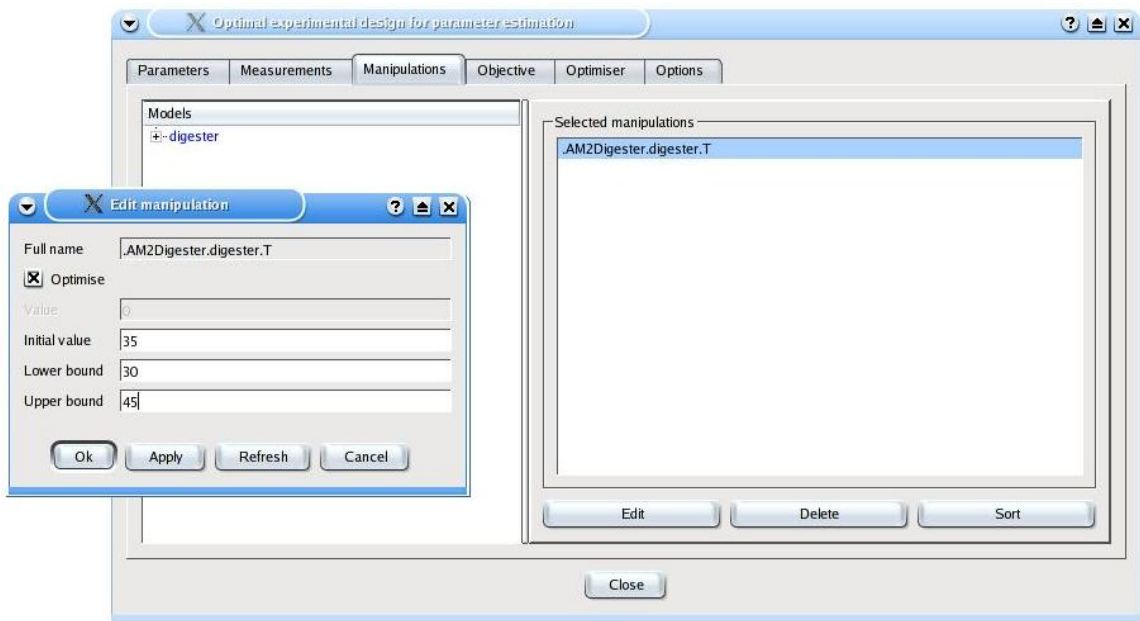 Optimal experimental design for parameter estimation
Parameters Measurements Manipulations Objective Optimiser Options
Models
digester
Selected manipulations
.AM2Digester.digester.T
Edit manipulation
Full name .AM2Digester.digester.T
Optimise
Value 0
Initial value 35
Lower bound 30
Upper bound 45
Ok Apply Refresh Cancel
Edit Delete Sort
Close